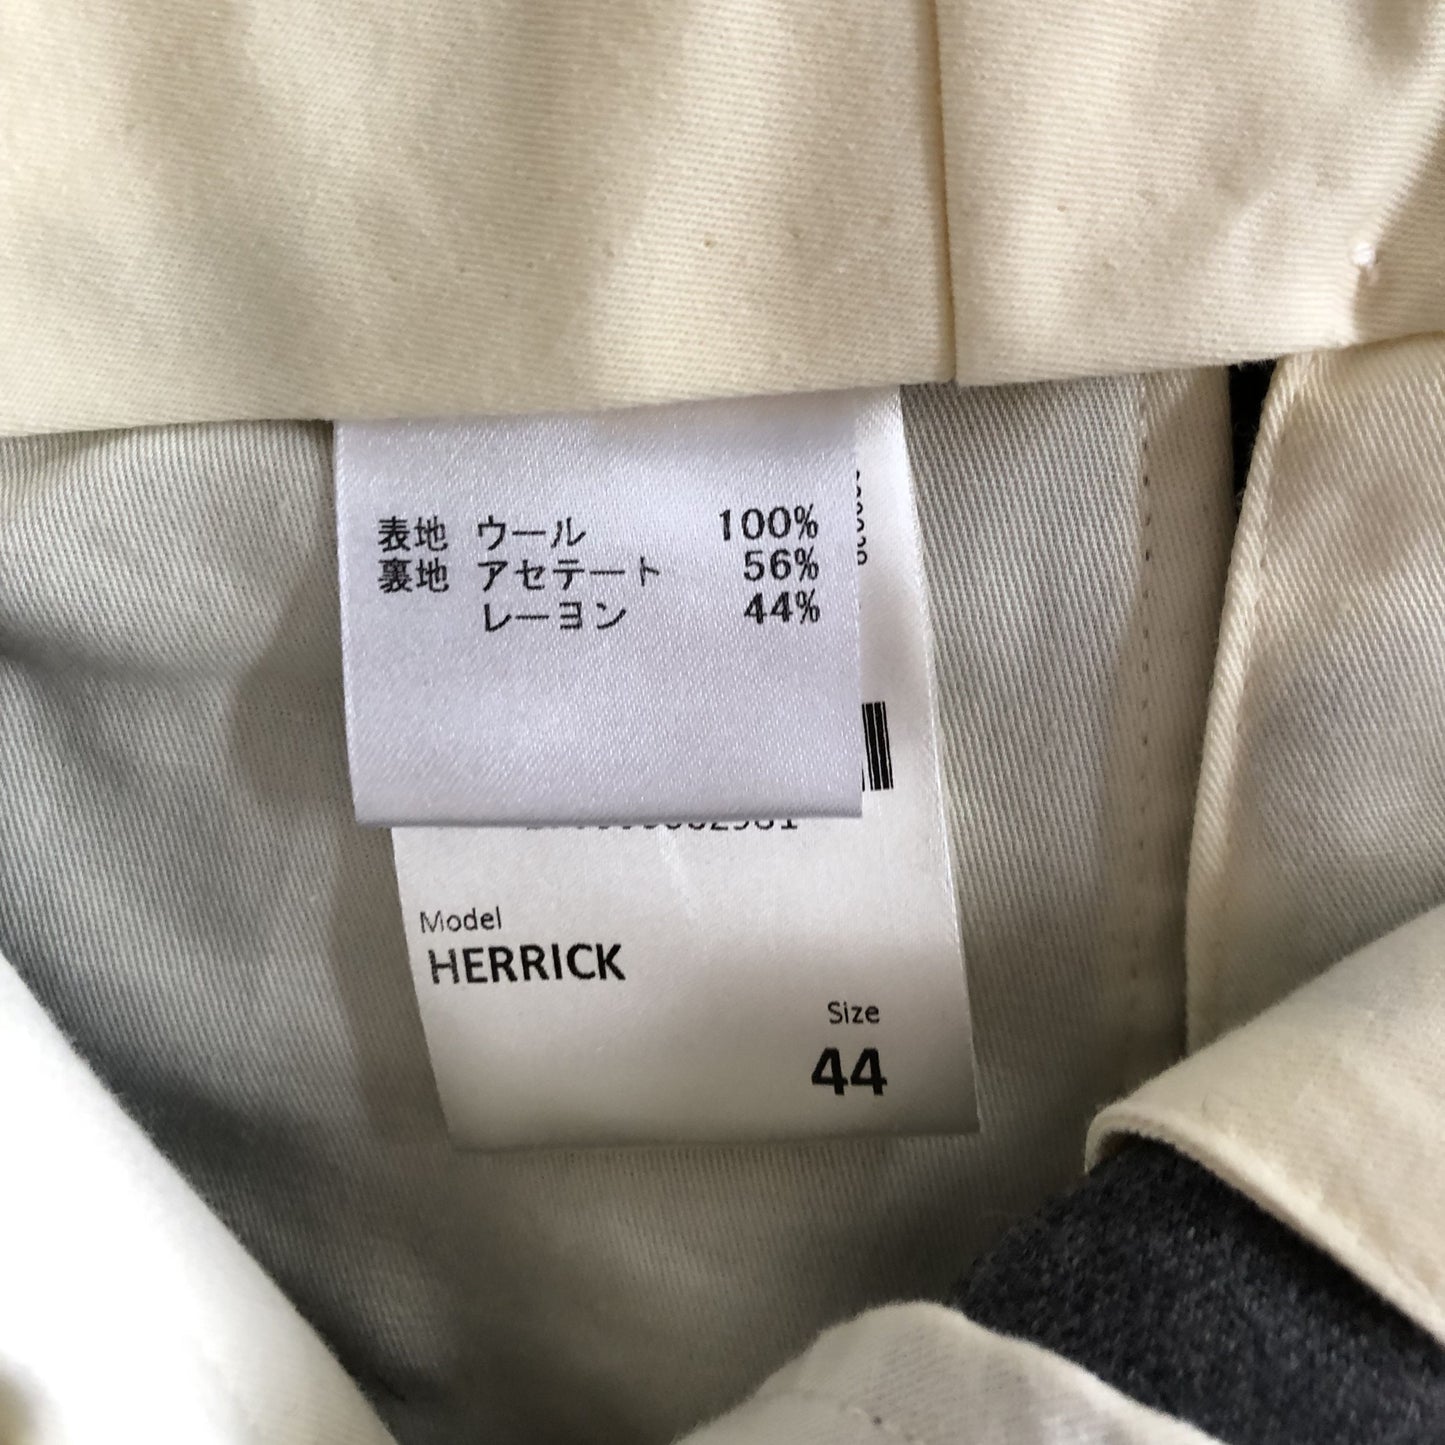 表地 ウール 100%
裏地 アセテート 56%
レーヨン 44%
Model
HERRICK
Size
44